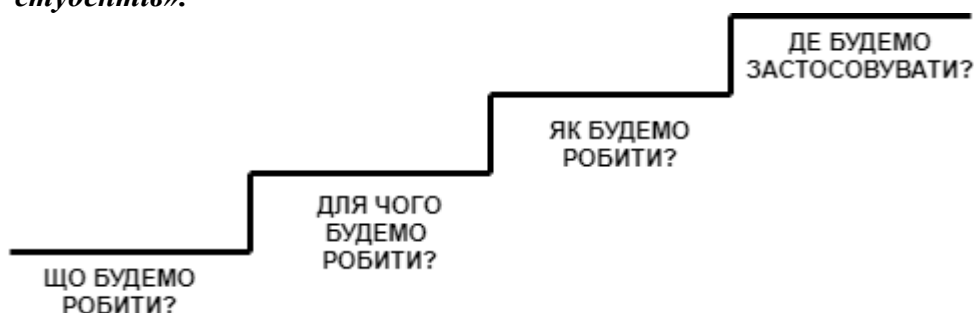 студентів».
ДЕ БУДЕМО
ЗАСТОСОВУВАТИ?
ЯК БУДЕМО
РОБИТИ?
ДЛЯ ЧОГО
БУДЕМО
РОБИТИ?
ЩО БУДЕМО
РОБИТИ?